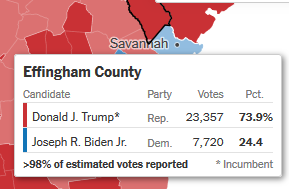 Savannah
Effingham County
Candidate Party Votes Pct.
Donald J. Trump* Rep. 23,357 73.9%
Joseph R. Biden Jr. Dem. 7,720 24.4
>98% of estimated votes reported * Incumbent